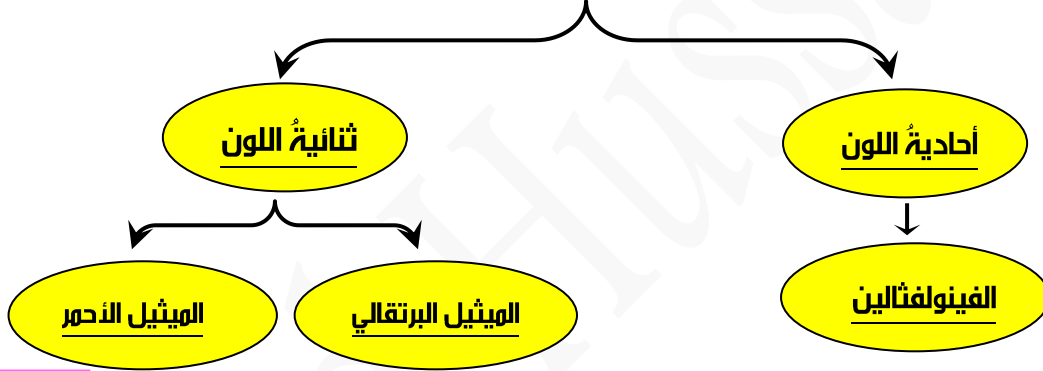 أحاديةُ اللون
ثنائيةُ اللون
الفينولفثالين
الميثيل البرتقالي
الميثيل الأحمر